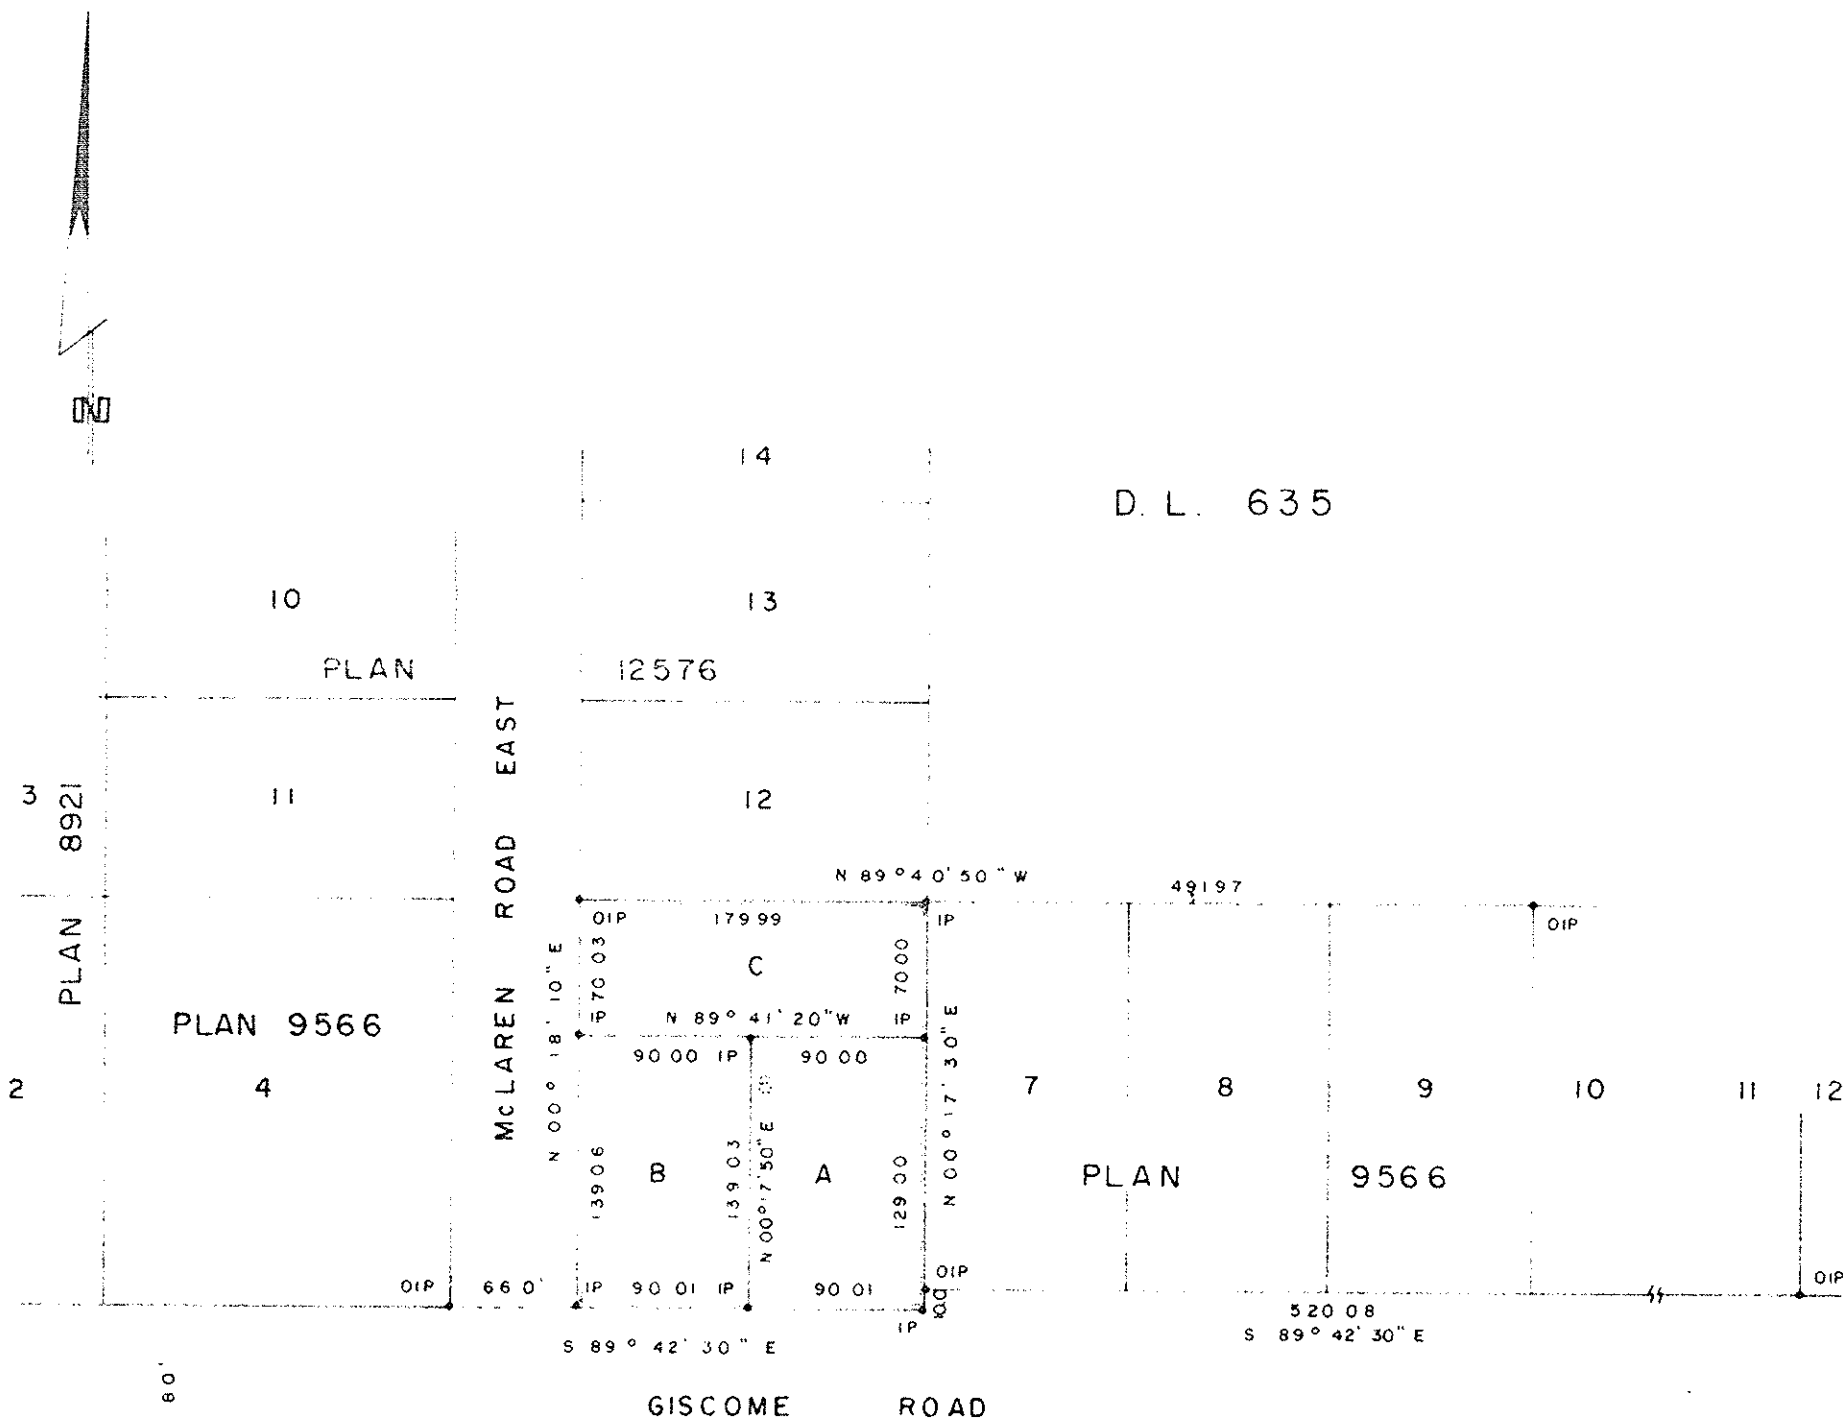 N
14
D. L. 635
10
13
PLAN 12576
3
PLAN 8921
11
McLAREN ROAD EAST
12
N 89° 40' 50" W
49197
OIP
179 99
IP
OIP
N 00° 18' 10" E
70 03
C
70 00
IP
N 89° 41' 20" W
IP
PLAN 9566
90 00
IP
90 00
N 00° 17' 30" E
2
4
7
8
9
10
11
12
139 06
B
139 03
N 00° 17' 50" E
A
129 00
PLAN 9566
OIP
66 0'
IP
90 01
IP
90 01
OIP
IP
OIP
520 08
S 89° 42' 30" E
S 89° 42' 30" E
80'
GISCOME ROAD